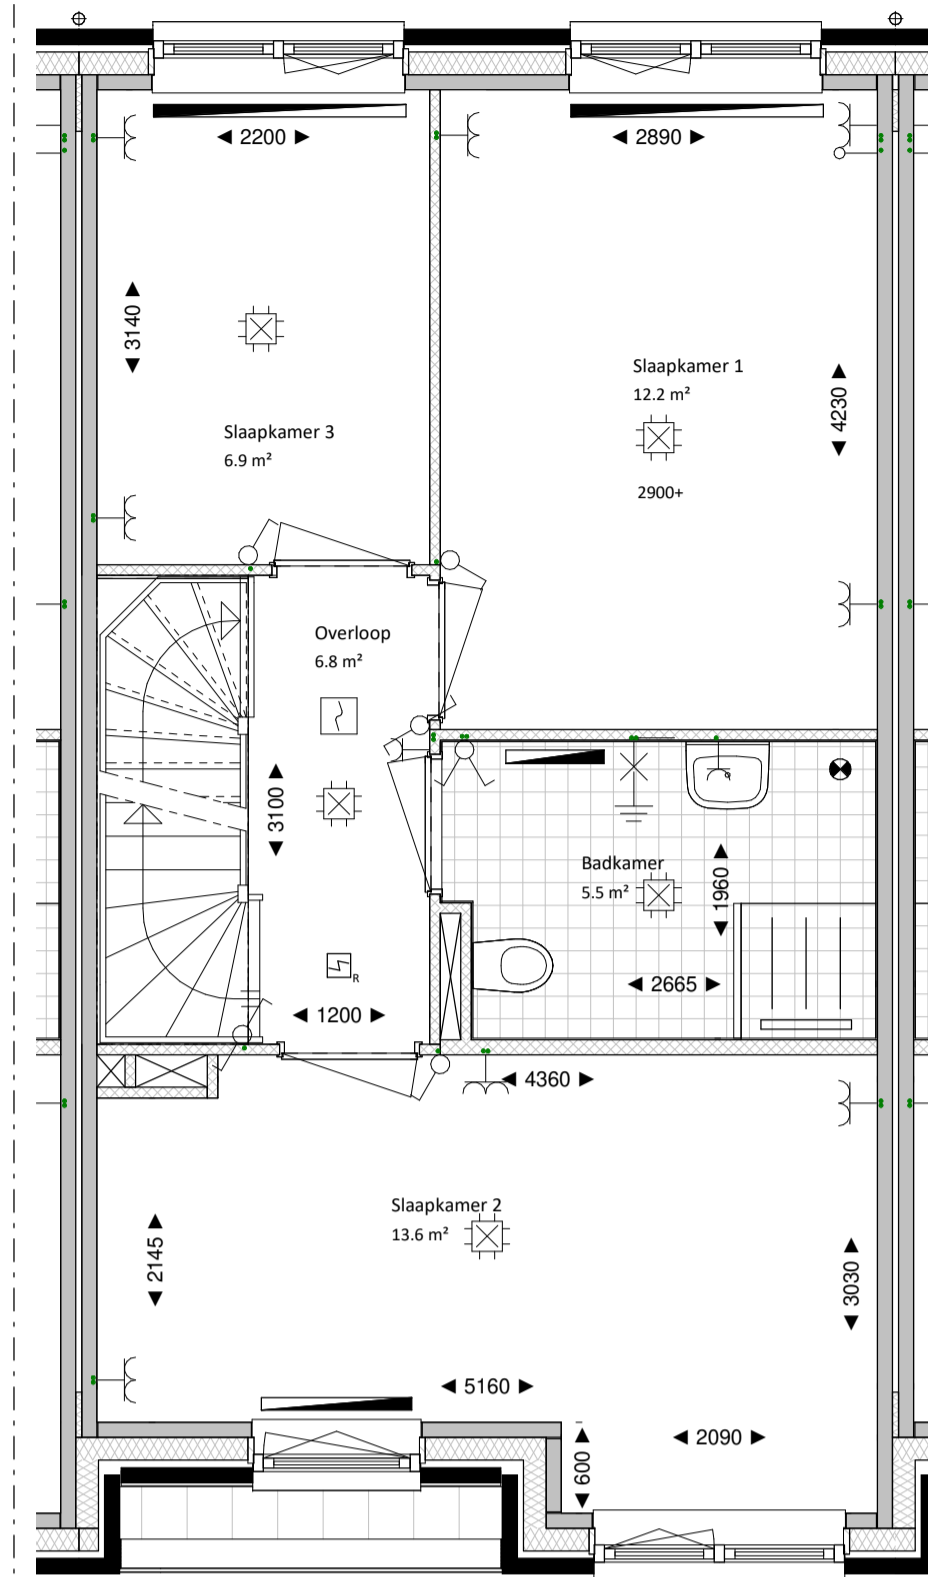 ◄ 2200 ►
◄ 2890 ►
◄ 3140 ►
Slaapkamer 1
12.2 m²
◄ 4230 ►
Slaapkamer 3
6.9 m²
2900+
Overloop
6.8 m²
◄ 3100 ►
Badkamer
5.5 m²
◄ 1960 ►
R
◄ 2665 ►
◄ 1200 ►
◄ 4360 ►
Slaapkamer 2
13.6 m²
◄ 2145 ►
◄ 3030 ►
◄ 5160 ►
◄ 2090 ►
◄ 600 ►